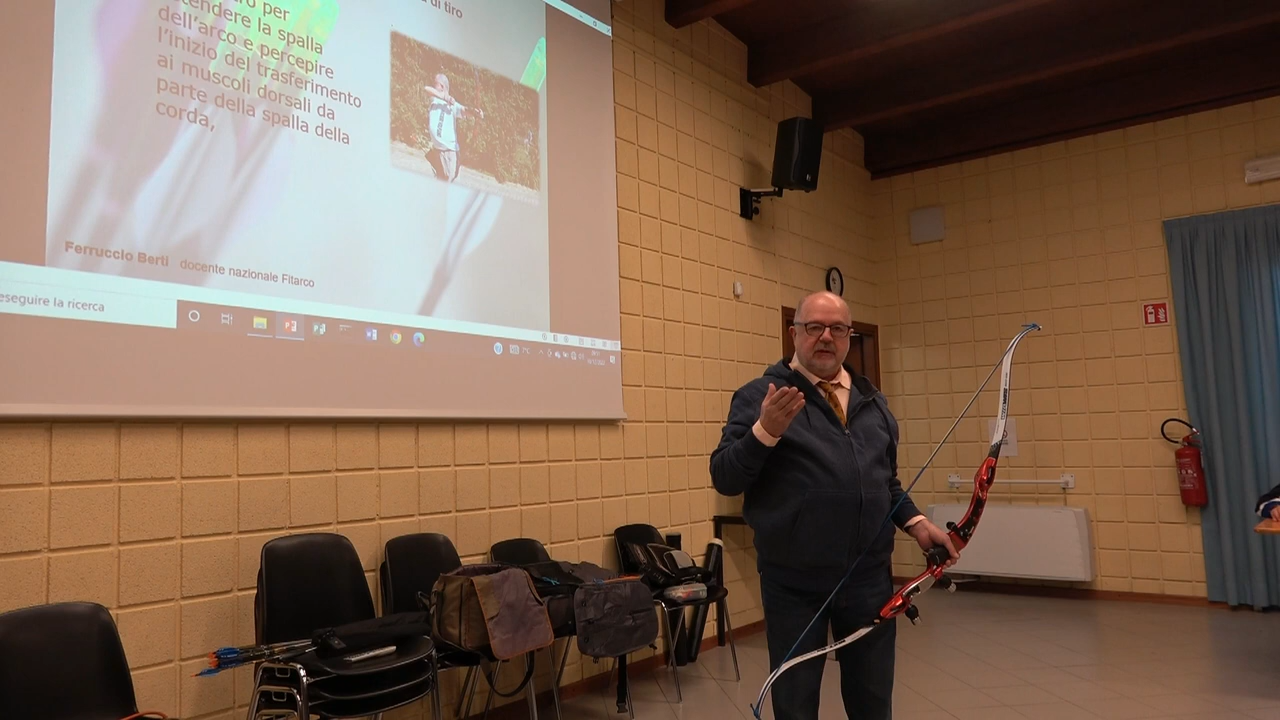 per
tendere la spalla
dell'arco e percepire
l'inizio del trasferimento
ai muscoli dorsali da
parte della spalla della
corda,
di tiro
Ferruccio Berti docente nazionale Fitarco
eseguire la ricerca